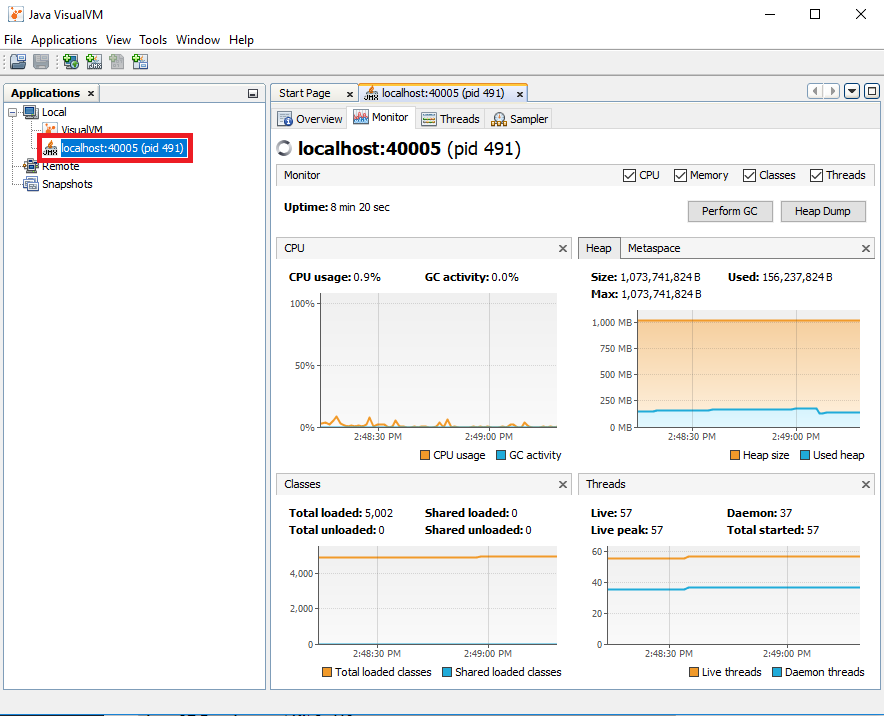 Java VisualVM
File Applications View Tools Window Help
Applications
Local
VisualVM
localhost:40005 (pid 491)
Remote
Snapshots
Start Page
JMX localhost:40005 (pid 491)
Overview Monitor Threads Sampler
localhost:40005 (pid 491)
Monitor CPU Memory Classes Threads
Uptime: 8 min 20 sec
Perform GC Heap Dump
CPU
CPU usage: 0.9% GC activity: 0.0%
100%
50%
0%
2:48:30 PM 2:49:00 PM
CPU usage GC activity
Heap Metaspace
Size: 1,073,741,824 B Used: 156,237,824 B
Max: 1,073,741,824 B
1,000 MB
750 MB
500 MB
250 MB
0 MB
2:48:30 PM 2:49:00 PM
Heap size Used heap
Classes
Total loaded: 5,002 Shared loaded: 0
Total unloaded: 0 Shared unloaded: 0
4,000
2,000
0
2:48:30 PM 2:49:00 PM
Total loaded classes Shared loaded classes
Threads
Live: 57 Daemon: 37
Live peak: 57 Total started: 57
60
40
20
0
2:48:30 PM 2:49:00 PM
Live threads Daemon threads